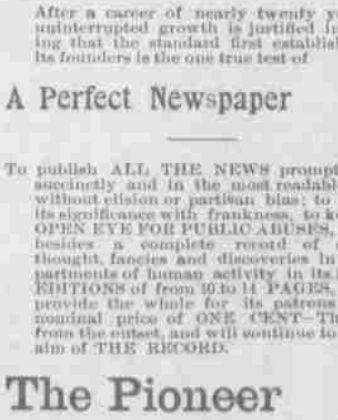 After a career of nearly twenty y
uninterrupted growth is justified in
ing that the standard first establis
its founders is the one true test of
A Perfect Newspaper
To publish ALL THE NEWS prompt
succinctly and in the most readabl
without elision or partisan bias; to
its significance with frankness, to k
OPEN EYE FOR PUBLIC ABUSES,
besides a complete record of
thought, fancies and discoveries in
partments of human activity in its
EDITIONS of from 10 to 14 PAGES,
provide the whole for its patrons
nominal price of ONE CENT—Th
from the outset, and will continue to
aim of THE RECORD.
The Pioneer